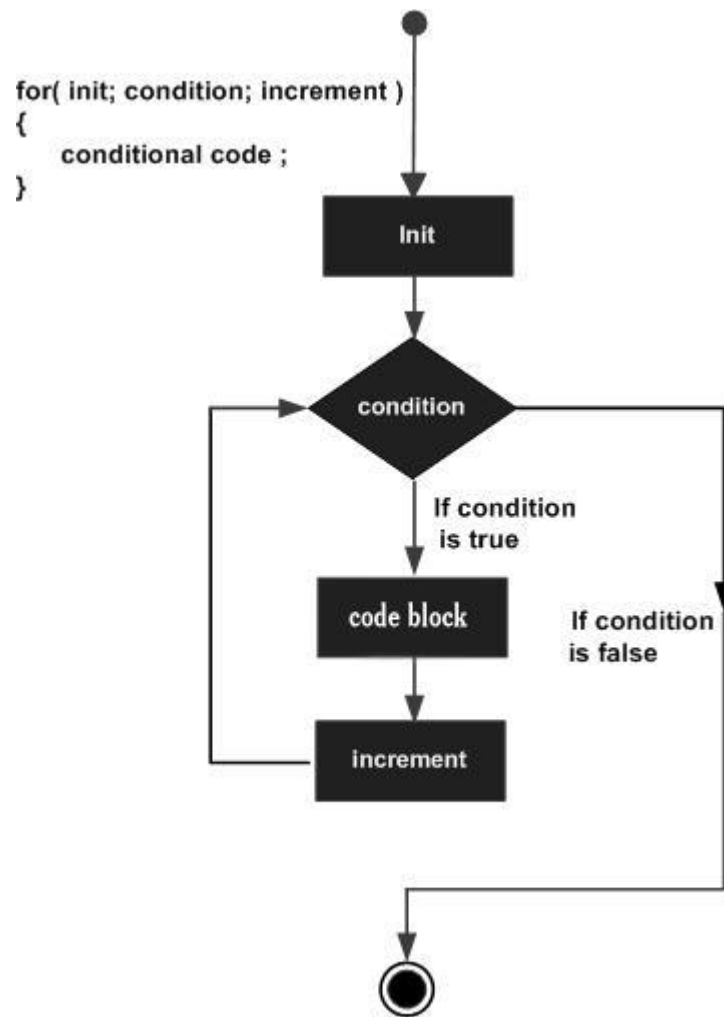 for( init; condition; increment )
{
conditional code ;
}
Init
condition
If condition
is true
code block
If condition
is false
increment